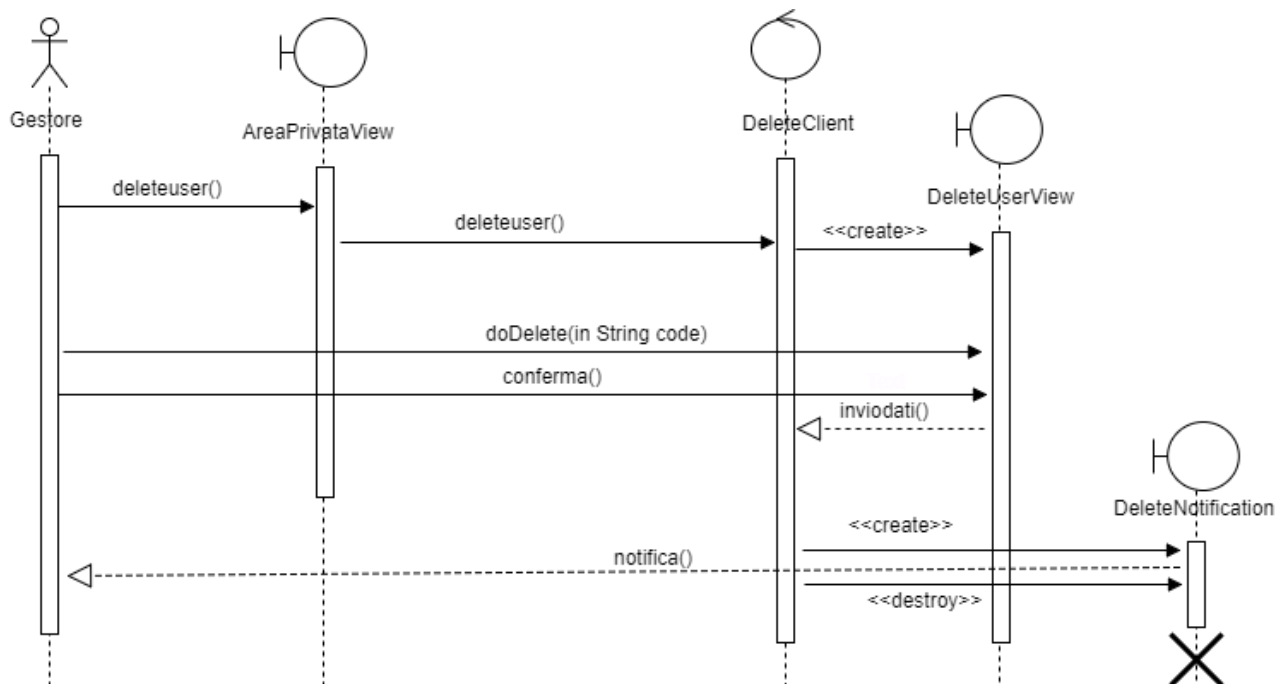 Gestore
AreaPrivataView
DeleteClient
DeleteUserView
deleteuser()
deleteuser()
<<create>>
doDelete(in String code)
conferma()
inviodati()
DeleteNotification
<<create>>
notifica()
<<destroy>>